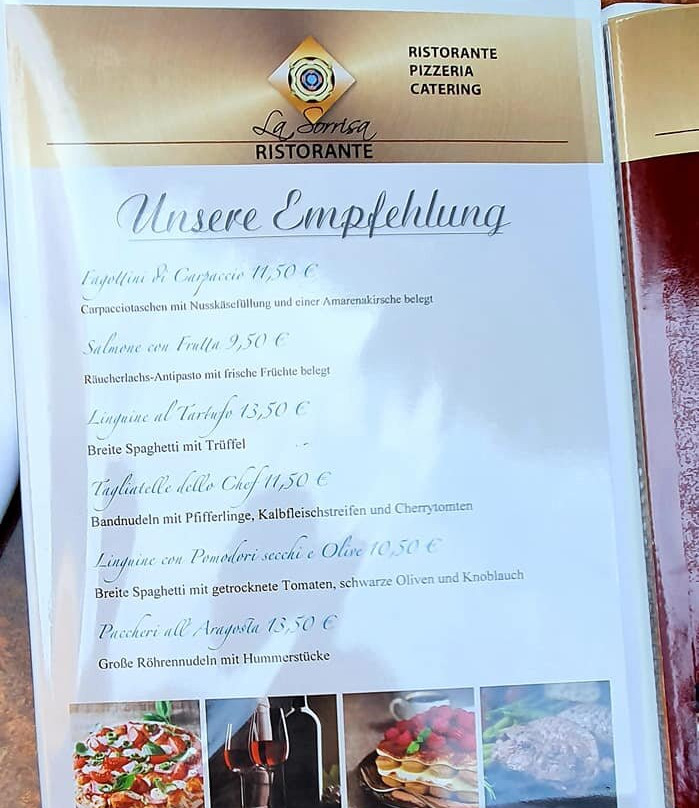 RISTORANTE
PIZZERIA
CATERING
La Sorrisa
RISTORANTE
Unsere Empfehlung
Fagottini di Carpaccio 11,50 €
Carpacciotaschen mit Nusskäsefüllung und einer Amarenakirsche belegt
Salmone con Frutta 9,50 €
Räucherlachs-Antipasto mit frische Früchte belegt
Linguine al Tartufo 13,50 €
Breite Spaghetti mit Trüffel
Tagliatelle dello Chef 11,50 €
Bandnudeln mit Pfifferlinge, Kalbfleischstreifen und Cherrytomten
Linguine con Pomodori secchi e Olive 10,50 €
Breite Spaghetti mit getrocknete Tomaten, schwarze Oliven und Knoblauch
Paccheri all Aragosta 13,50 €
Große Röhrennudeln mit Hummerstücke